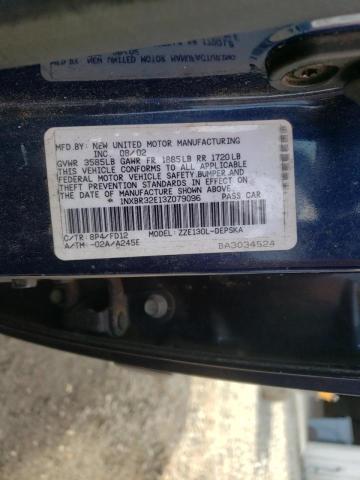 MFD.BY: NEW UNITED MOTOR MANUFACTURING
INC. 08/02
GVWR 3585LB GAWR FR 1885LB RR 1720LB
THIS VEHICLE CONFORMS TO ALL APPLICABLE
FEDERAL MOTOR VEHICLE SAFETY,BUMPER, AND
THEFT PREVENTION STANDARDS IN EFFECT ON
THE DATE OF MANUFACTURE SHOWN ABOVE.
* 1NXBR32E13Z079096 PASS CAR
C/TR: 8P4/FD12 MODEL: ZZE130L-DEPSKA
A/TM: -02A/A245E
BA3034524